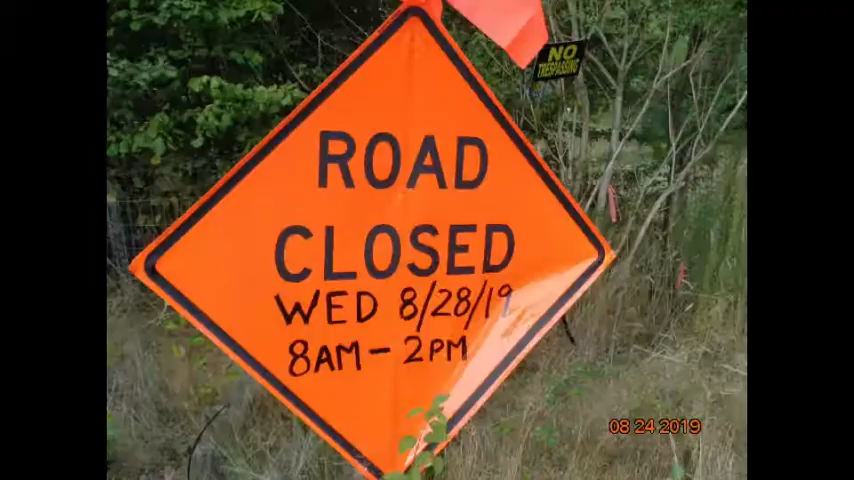 NO
TRESPASSING
ROAD
CLOSED
WED 8/28/19
8AM - 2PM
08 24 2019